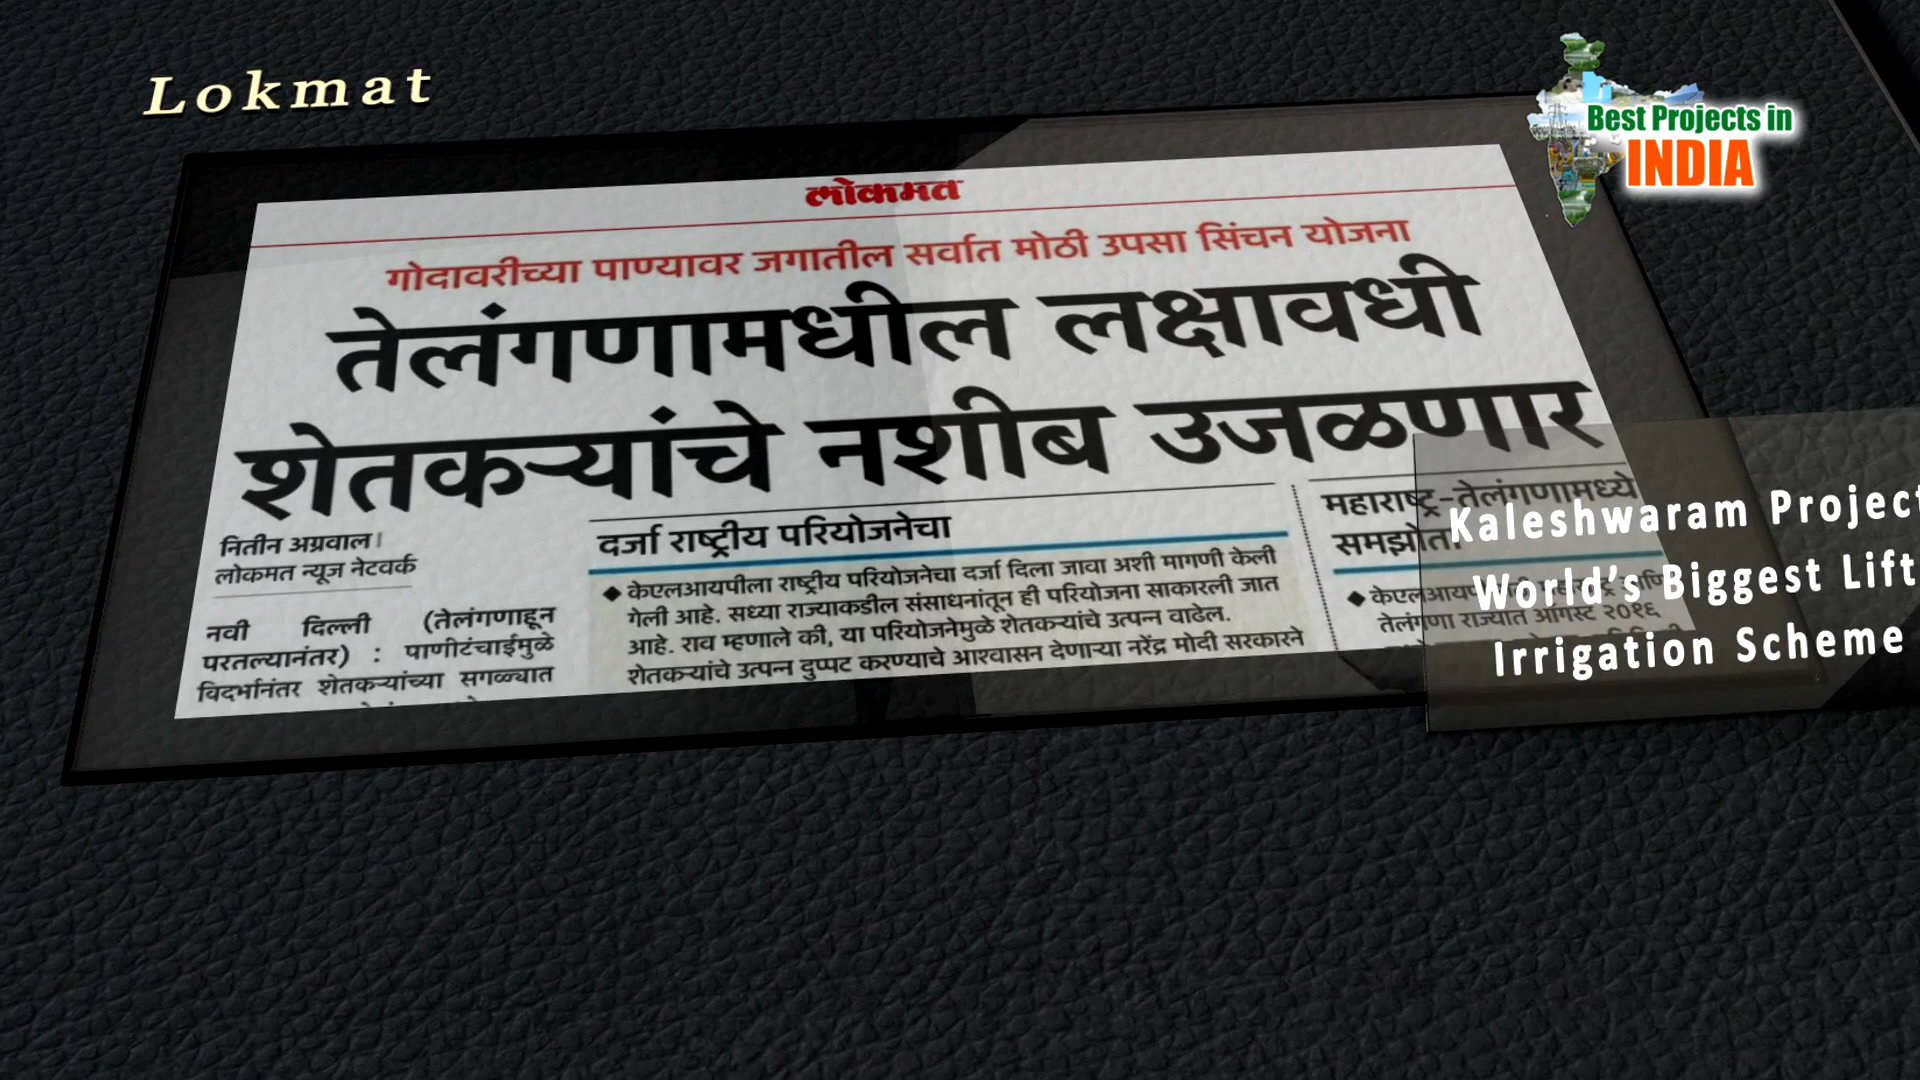 Lokmat
Best Projects in
INDIA
लोकमत
गोदावरीच्या पाण्यावर जगातील सर्वात मोठी उपसा सिंचन योजना
तेलंगणामधील लक्षावधी
शेतकऱ्यांचे नशीब उजळणार
नितीन अग्रवाल।
लोकमत न्यूज नेटवर्क
नवी दिल्ली (तेलंगणाहून
परतल्यानंतर) : पाणीटंचाईमुळे
विदर्भानंतर शेतकऱ्यांच्या सगळ्यात
दर्जा राष्ट्रीय परियोजनेचा
◆ केएलआयपीला राष्ट्रीय परियोजनेचा दर्जा दिला जावा अशी मागणी केली
गेली आहे. सध्या राज्याकडील संसाधनांतून ही परियोजना साकारली जात
आहे. राव म्हणाले की, या परियोजनेमुळे शेतकऱ्यांचे उत्पन्न वाढेल.
शेतकऱ्यांचे उत्पन्न दुप्पट करण्याचे आश्वासन देणाऱ्या नरेंद्र मोदी सरकारने
महाराष्ट्र-तेलंगणामध्ये
समझोता
तेलंगणा राज्यात ऑगस्ट २०१६
Kaleshwaram Project
World’s Biggest Lift
Irrigation Scheme